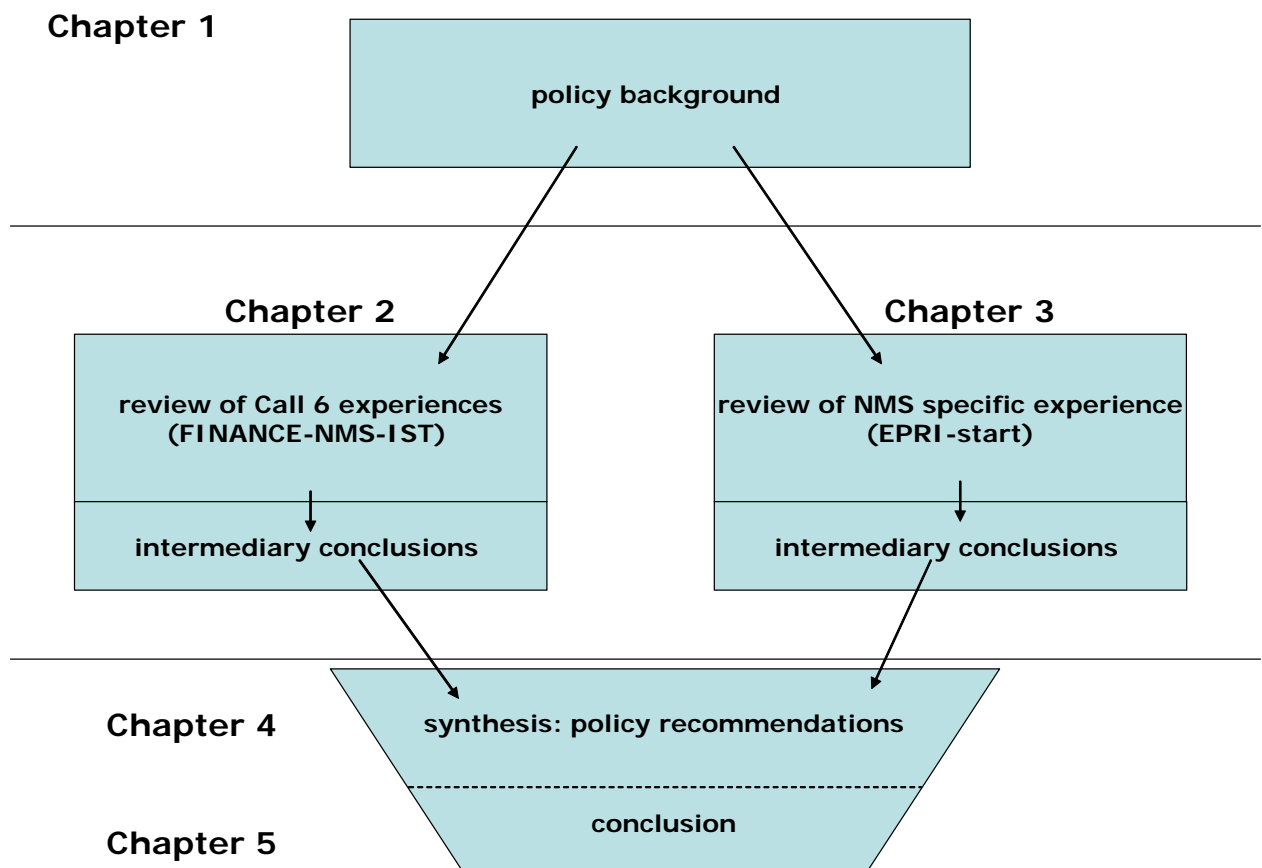 Chapter 1
policy background
Chapter 2
review of Call 6 experiences
(FINANCE-NMS-IST)
intermediary conclusions
Chapter 3
review of NMS specific experience
(EPRI-start)
intermediary conclusions
Chapter 4
synthesis: policy recommendations
conclusion
Chapter 5